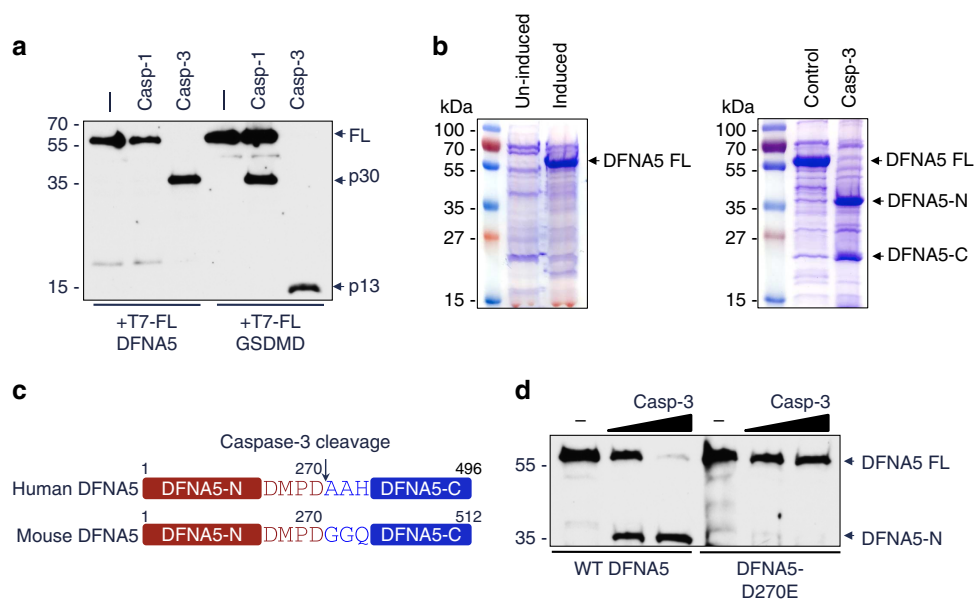 a
–
Casp-1
Casp-3
–
Casp-1
Casp-3
70 -
55 -
35 -
15 -
FL
p30
p13
+T7-FL
DFNA5
+T7-FL
GSDMD
b
kDa
Un-induced
Induced
100 -
70 -
55 -
35 -
27 -
15 -
DFNA5 FL
kDa
Control
Casp-3
100 -
70 -
55 -
35 -
27 -
15 -
DFNA5 FL
DFNA5-N
DFNA5-C
c
Caspase-3 cleavage
1 270 496
Human DFNA5 DFNA5-N DMPDAAH DFNA5-C
1 270 512
Mouse DFNA5 DFNA5-N DMPDGGQ DFNA5-C
d
Casp-3 Casp-3
– –
55 -
35 -
DFNA5 FL
DFNA5-N
WT DFNA5
DFNA5-
D270E